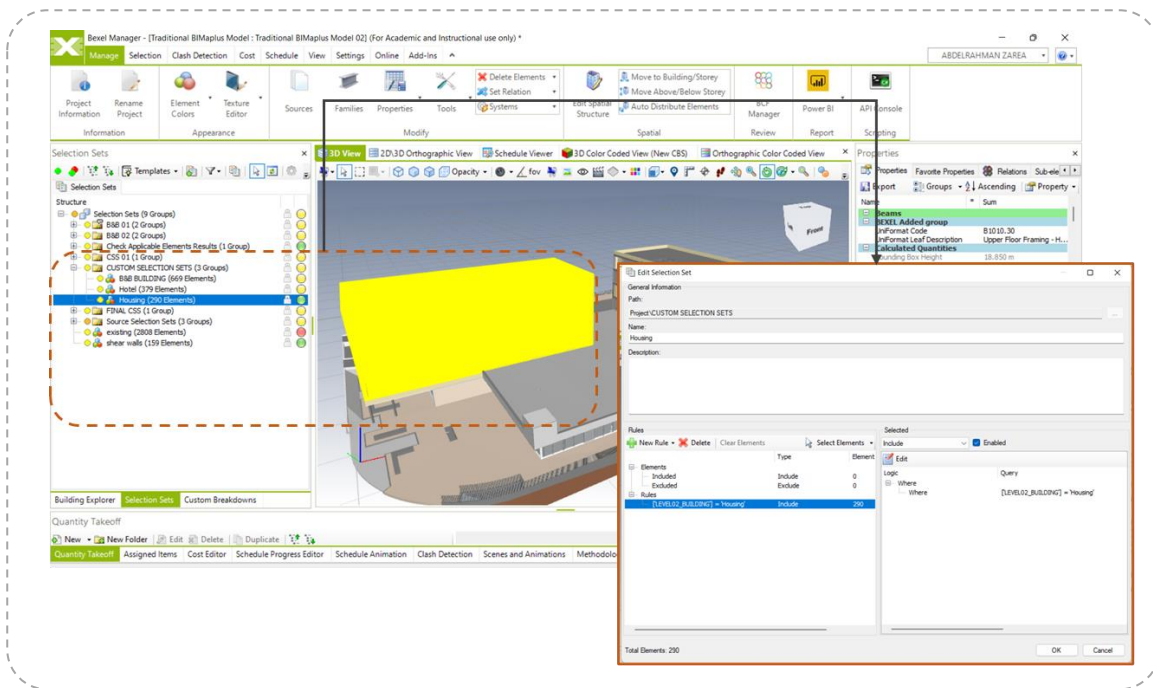 Bexel Manager - [Traditional BIMaplus Model : Traditional BIMaplus Model 02] (For Academic and Instructional use only) *
Manage Selection Clash Detection Cost Schedule View Settings Online Add-Ins
ABDELRAHMAN ZAREA
Project Information
Rename Project
Element Colors
Texture Editor
Sources
Families
Properties
Tools
Delete Elements
Set Relation
Systems
Edit Spatial Structure
Move to Building/Storey
Move Above/Below Storey
Auto Distribute Elements
BCF Manager
Power BI
API Console
Information Appearance Modify Spatial Review Report Scripting
Selection Sets
Templates
Selection Sets
Structure
Selection Sets (9 Groups)
B&B 01 (2 Groups)
B&B 02 (2 Groups)
Check Applicable Elements Results (1 Group)
CSS 01 (1 Group)
CUSTOM SELECTION SETS (3 Groups)
B&B BUILDING (669 Elements)
Hotel (379 Elements)
Housing (290 Elements)
FINAL CSS (1 Group)
Source Selection Sets (3 Groups)
existing (2808 Elements)
shear walls (159 Elements)
Building Explorer Selection Sets Custom Breakdowns
3D View 2D\3D Orthographic View Schedule Viewer 3D Color Coded View (New CBS) Orthographic Color Coded View
Opacity fov
Front
Properties
Properties Favorite Properties Relations Sub-ele
Export Groups Ascending Property
Name * Sum
Beams
BEXEL Added group
UniFormat Code B1010.30
UniFormat Leaf Description Upper Floor Framing - H...
Calculated Quantities
Bounding Box Height 18.850 m
Quantity Takeoff
New New Folder Edit Delete Duplicate
Quantity Takeoff Assigned Items Cost Editor Schedule Progress Editor Schedule Animation Clash Detection Scenes and Animations Methodolo
Edit Selection Set
General Information
Path:
Project\CUSTOM SELECTION SETS
...
Name:
Housing
Description:
Rules
New Rule Delete Clear Elements Select Elements
Type Element
Elements
Included Include 0
Excluded Exclude 0
Rules
['LEVEL02_BUILDING'] = 'Housing' Include 290
Selected
Include Enabled
Edit
Logic Query
Where
Where ['LEVEL02_BUILDING'] = 'Housing'
Total Elements: 290
OK Cancel